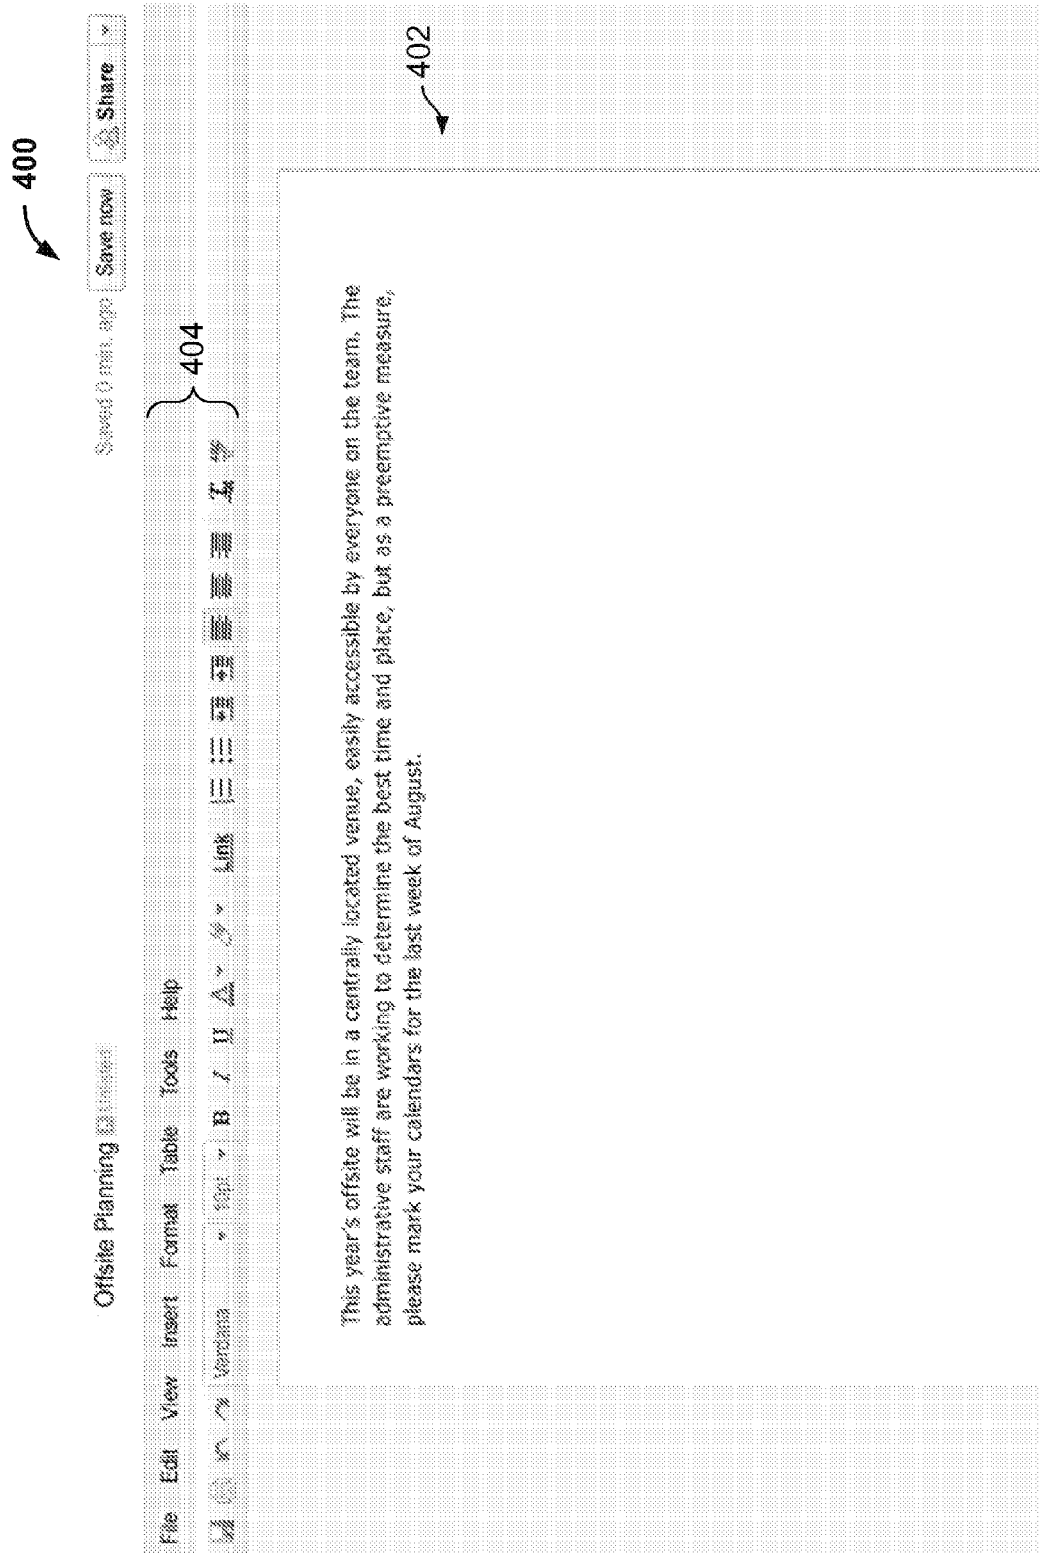 400
Offsite Planning
Saved 0 min. ago Save now Share
File Edit View Insert Format Table Tools Help
404
Verdana 10pt B I U A Link
402
This year's offsite will be in a centrally located venue, easily accessible by everyone on the team. The
administrative staff are working to determine the best time and place, but as a preemptive measure,
please mark your calendars for the last week of August.